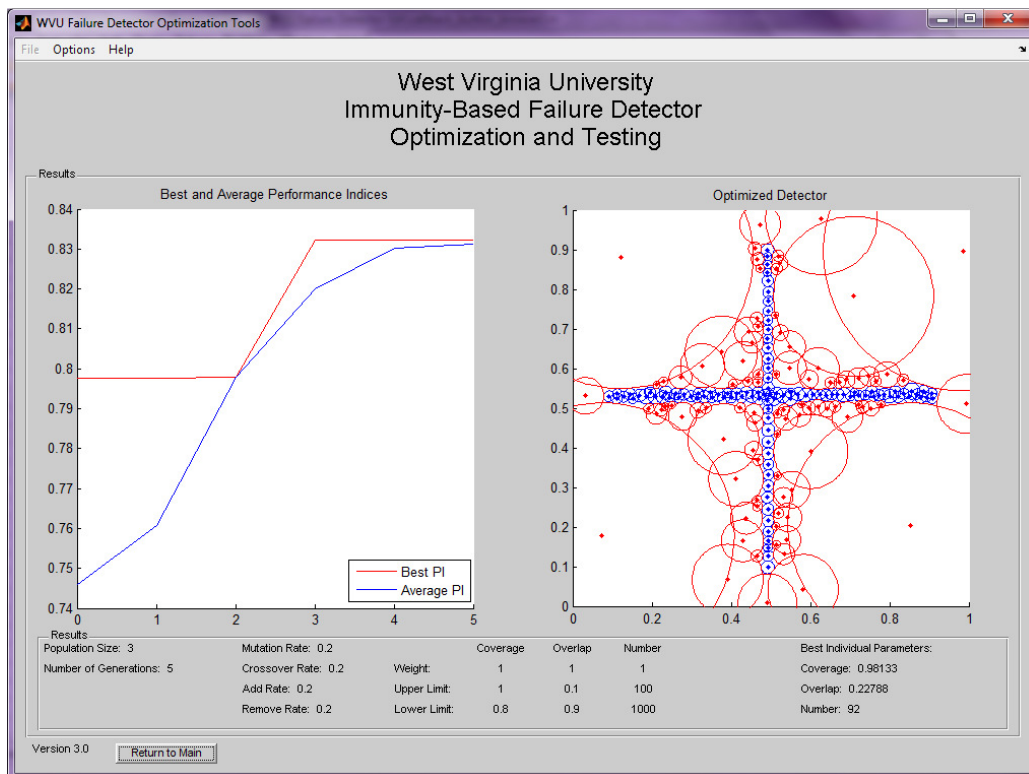 WVU Failure Detector Optimization Tools
File Options Help
West Virginia University
Immunity-Based Failure Detector
Optimization and Testing
Results
Best and Average Performance Indices
0.84
0.83
0.82
0.81
0.8
0.79
0.78
0.77
0.76
0.75
0.74
0 1 2 3 4 5
Best PI
Average PI
Optimized Detector
1
0.9
0.8
0.7
0.6
0.5
0.4
0.3
0.2
0.1
0
0 0.2 0.4 0.6 0.8 1
Results
Population Size: 3
Number of Generations: 5
Mutation Rate: 0.2
Crossover Rate: 0.2
Add Rate: 0.2
Remove Rate: 0.2
Coverage Overlap Number
Weight: 1 1 1
Upper Limit: 1 0.1 100
Lower Limit: 0.8 0.9 1000
Best Individual Parameters:
Coverage: 0.98133
Overlap: 0.22788
Number: 92
Version 3.0
Return to Main